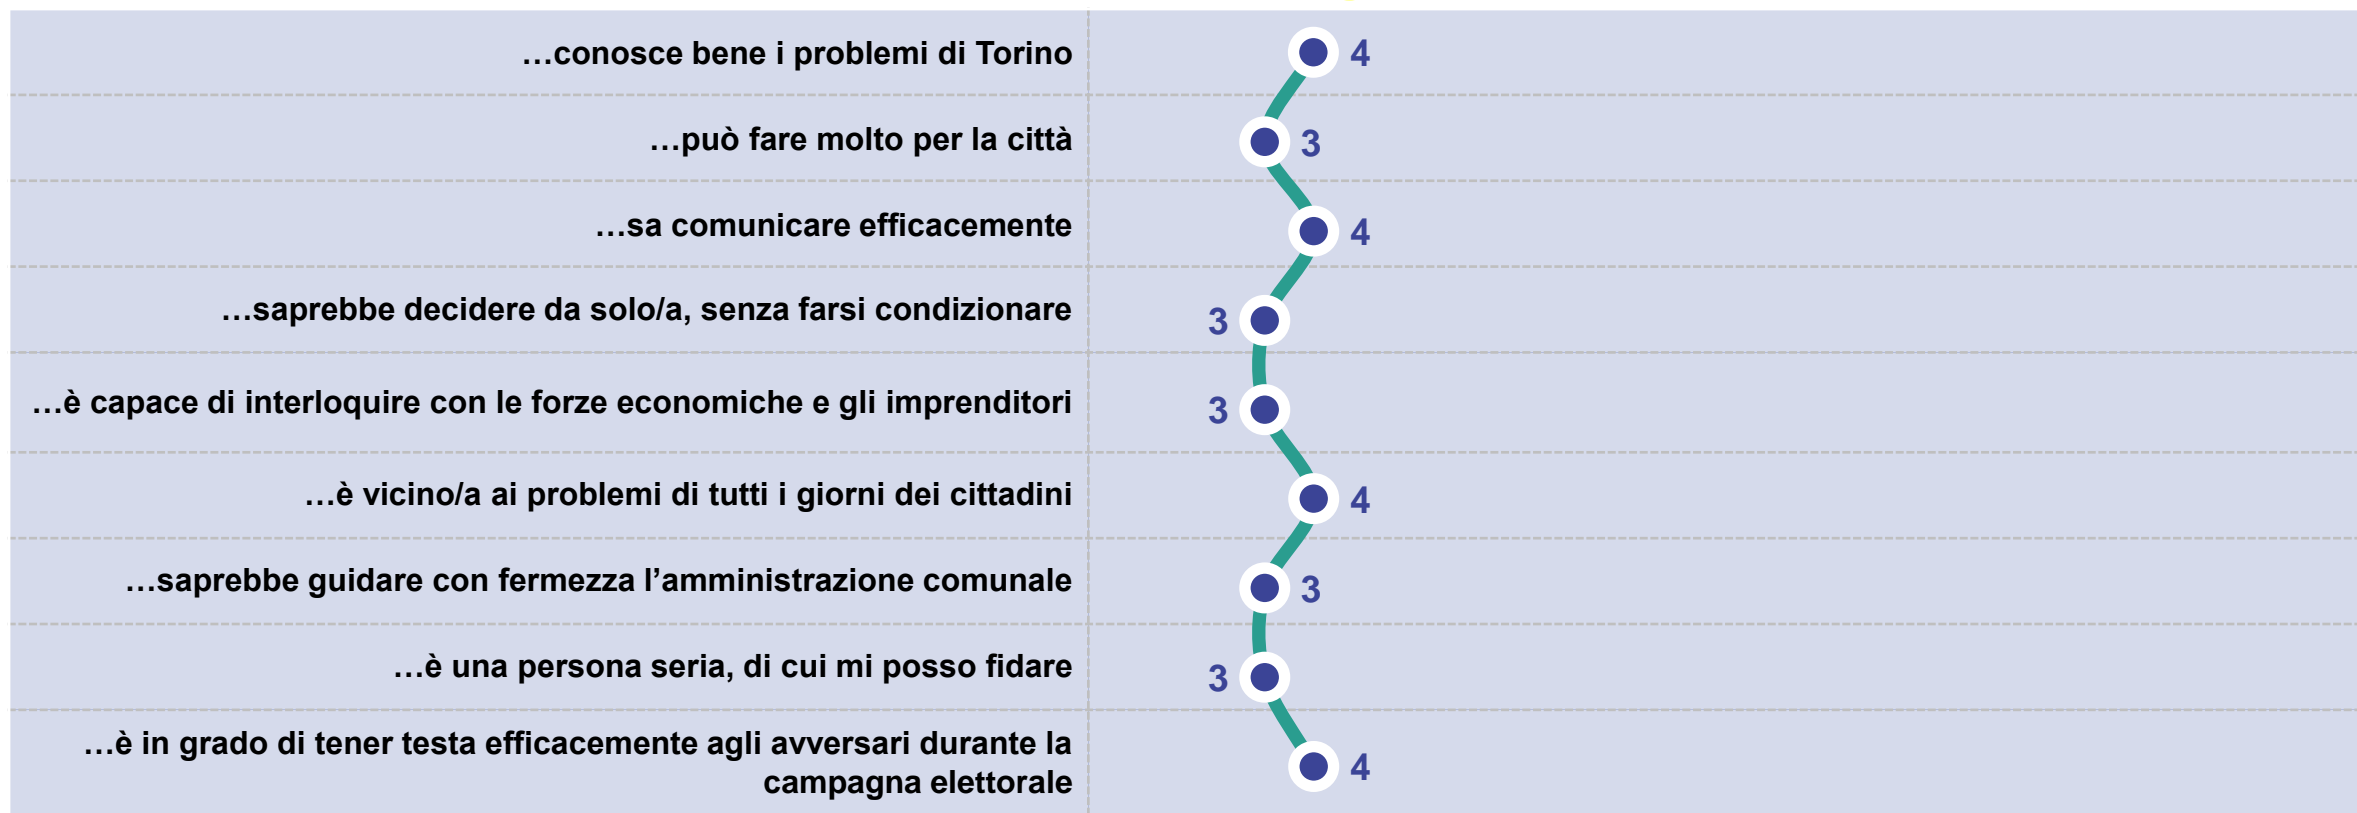 …conosce bene i problemi di Torino 4
…può fare molto per la città 3
…sa comunicare efficacemente 4
…saprebbe decidere da solo/a, senza farsi condizionare 3
…è capace di interloquire con le forze economiche e gli imprenditori 3
…è vicino/a ai problemi di tutti i giorni dei cittadini 4
…saprebbe guidare con fermezza l’amministrazione comunale 3
…è una persona seria, di cui mi posso fidare 3
…è in grado di tener testa efficacemente agli avversari durante la
campagna elettorale 4